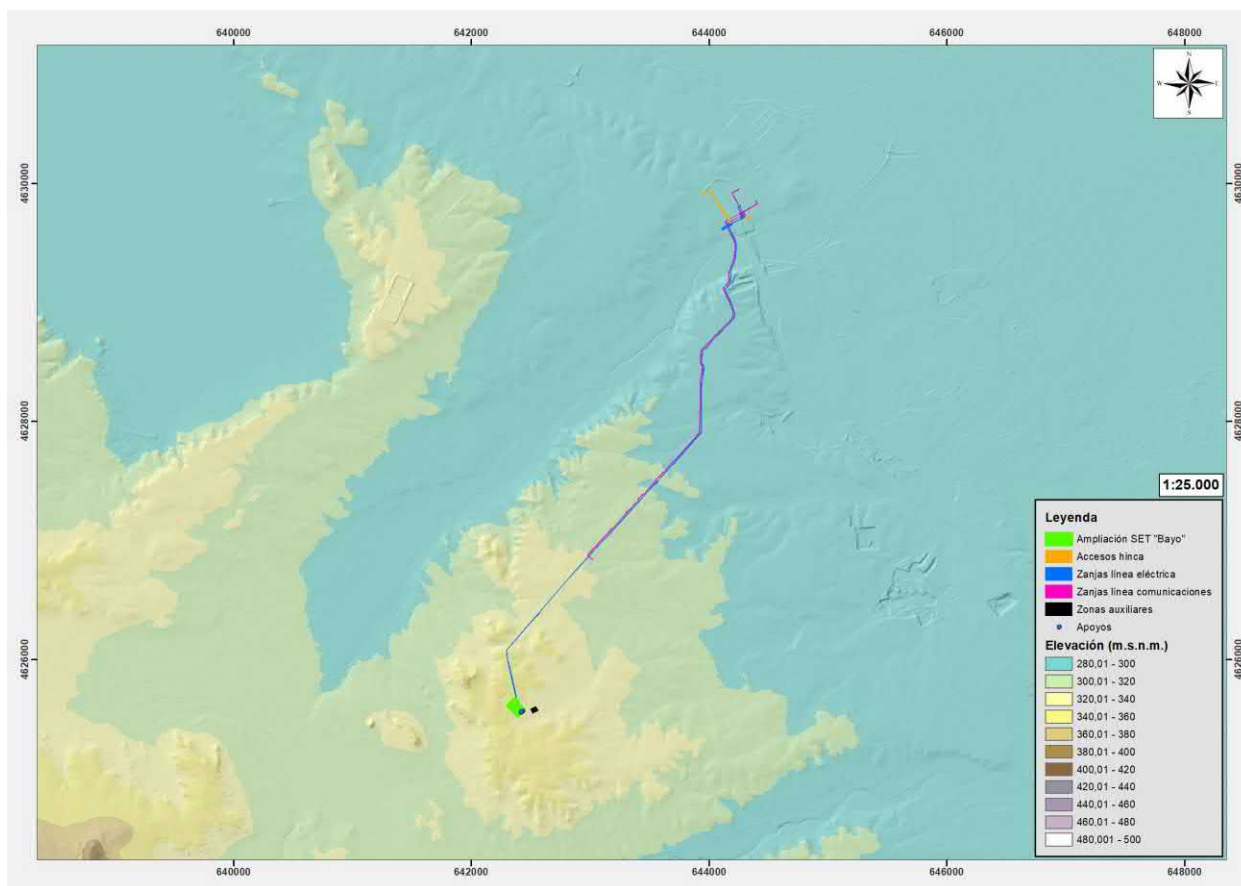 640000 642000 644000 646000 648000
N
W E
S
4630000 4630000
4628000 4628000
1:25.000
Leyenda
Ampliación SET "Bayo"
Accesos hinca
Zanjas línea eléctrica
Zanjas línea comunicaciones
Zonas auxiliares
Apoyos
Elevación (m.s.n.m.)
280,01 - 300
300,01 - 320
320,01 - 340
340,01 - 360
360,01 - 380
380,01 - 400
400,01 - 420
420,01 - 440
440,01 - 460
460,01 - 480
480,001 - 500
4626000 4626000
640000 642000 644000 646000 648000